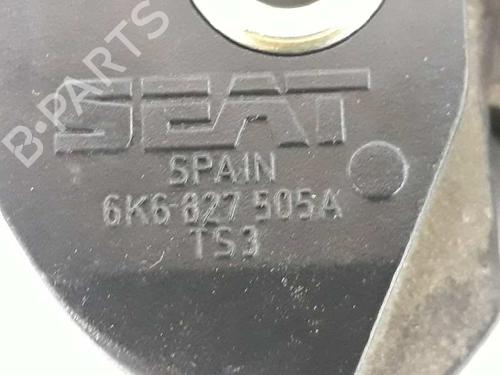 B-PARTS
SEAT
SPAIN
6K6 827 505A
TS3